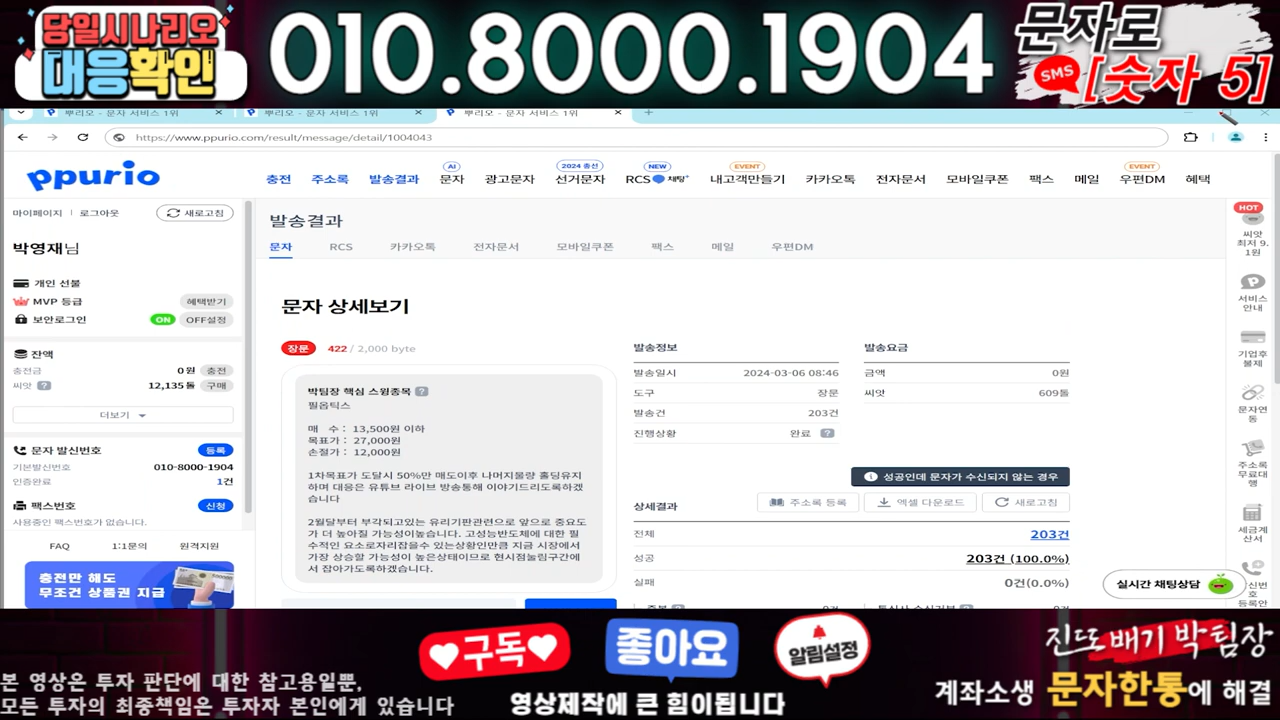 당일시나리오
대응확인
010.8000.1904
문자로
SMS
[숫자 5]
뿌리오 - 문자 서비스 1위
뿌리오 - 문자 서비스 1위
뿌리오 - 문자 서비스 1위
https://www.ppurio.com/result/message/detail/1004043
ppurio
충전
주소록
발송결과
AI
문자
광고문자
2024 총선
선거문자
NEW
RCS 채팅+
EVENT
내고객만들기
카카오톡
전자문서
모바일쿠폰
팩스
메일
EVENT
우편DM
혜택
마이페이지 | 로그아웃
새로고침
박영재님
개인 선불
MVP 등급
혜택받기
보안로그인
ON
OFF설정
잔액
충전금
0원
충전
씨앗 ?
12,135톨
구매
더보기
문자 발신번호
등록
기본발신번호
010-8000-1904
인증완료
1건
팩스번호
신청
사용중인 팩스번호가 없습니다.
FAQ
1:1문의
원격지원
충전만 해도
무조건 상품권 지급
발송결과
문자
RCS
카카오톡
전자문서
모바일쿠폰
팩스
메일
우편DM
문자 상세보기
장문
422 / 2,000 byte
박팀장 핵심 스윙종목 ?
필옵틱스
매 수 : 13,500원 이하
목표가 : 27,000원
손절가 : 12,000원
1차목표가 도달시 50%만 매도이후 나머지물량 홀딩유지
하며 대응은 유튜브 라이브 방송통해 이야기드리도록하겠
습니다
2월달부터 부각되고있는 유리기판관련으로 앞으로 중요도
가 더 높아질 가능성이높습니다. 고성능반도체에 대한 필
수적인 요소로자리잡을수 있는상황인만큼 지금 시장에서
가장 상승할 가능성이 높은상태이므로 현시점눌림구간에
서 잡아가도록하겠습니다.
발송정보
발송일시
2024-03-06 08:46
도구
장문
발송건
203건
진행상황
완료 ?
발송요금
금액
0원
씨앗
609톨
성공인데 문자가 수신되지 않는 경우
상세결과
주소록 등록
엑셀 다운로드
새로고침
전체
203건
성공
203건 (100.0%)
실패
0건(0.0%)
HOT
씨앗
최저 9.
1원
서비스
안내
기업후
불제
문자연
동
주소록
무료대
행
세금계
산서
등록안
실시간 채팅상담
구독
좋아요
알림설정
영상제작에 큰 힘이됩니다
본 영상은 투자 판단에 대한 참고용일뿐,
모든 투자의 최종책임은 투자자 본인에게 있습니다
진또배기 박팀장
계좌소생 문자한통에 해결